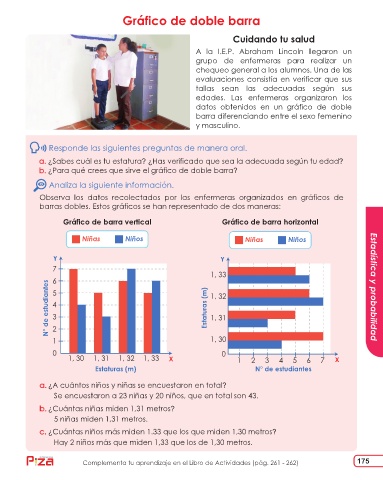 Gráfico de doble barra
Cuidando tu salud
A la I.E.P. Abraham Lincoln llegaron un
grupo de enfermeras para realizar un
chequeo general a los alumnos. Una de las
evaluaciones consistía en verificar que sus
tallas sean las adecuadas según sus
edades. Las enfermeras organizaron los
datos obtenidos en un gráfico de doble
barra diferenciando entre el sexo femenino
y masculino.
Responde las siguientes preguntas de manera oral.
a. ¿Sabes cuál es tu estatura? ¿Has verificado que sea la adecuada según tu edad?
b. ¿Para qué crees que sirve el gráfico de doble barra?
Analiza la siguiente información.
Observa los datos recolectados por las enfermeras organizados en gráficos de
barras dobles. Estos gráficos se han representado de dos maneras:
Gráfico de barra vertical
Niñas Niños
Y
7
6
5
4
3
2
1
0
N° de estudiantes
1, 30 1, 31 1, 32 1, 33 X
Estaturas (m)
Gráfico de barra horizontal
Niñas Niños
Y
1, 33
1, 32
1, 31
1, 30
0
Estaturas (m)
1 2 3 4 5 6 7 X
N° de estudiantes
Estadística y probabilidad
a. ¿A cuántos niños y niñas se encuestaron en total?
Se encuestaron a 23 niñas y 20 niños, que en total son 43.
b. ¿Cuántas niñas miden 1,31 metros?
5 niñas miden 1,31 metros.
c. ¿Cuántos niños más miden 1,33 que los que miden 1,30 metros?
Hay 2 niños más que miden 1,33 que los de 1,30 metros.
Complementa tu aprendizaje en el Libro de Actividades (pág. 261 - 262)
175